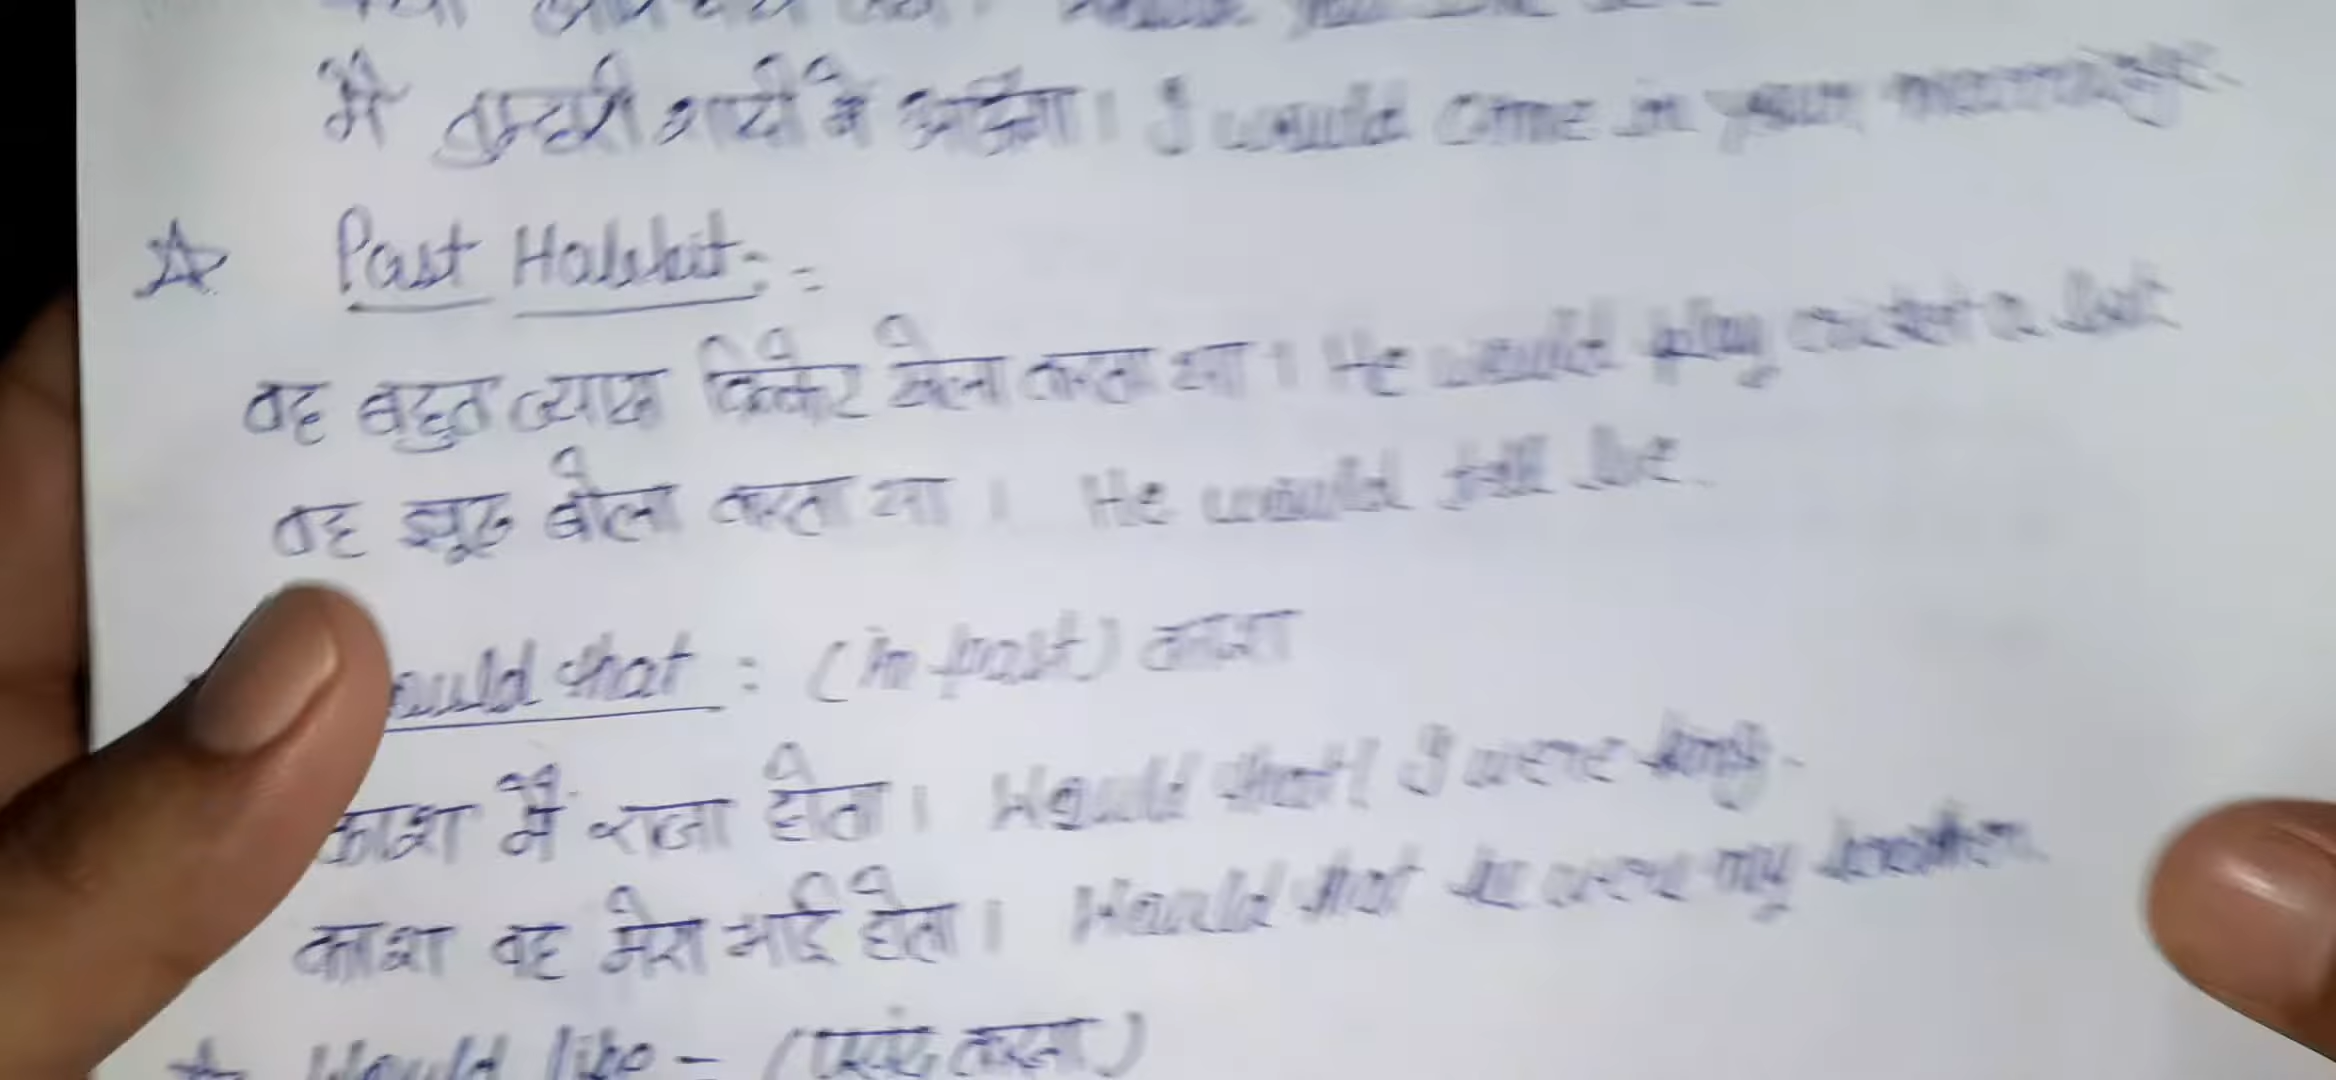 मैं तुम्हारी शादी में आऊँगा। I would come in your marriage.
☆ Past Habbit:-
वह बहुत ज्यादा क्रिकेट खेला करता था। He would play cricket a lot
वह झूठ बोला करता था। He would tell lie.
ould that : (in past) काश
काश मैं राजा होता। Would that! I were king.
काश वह मेरा भाई होता। Would that he were my brother.
☆ Would like - (पसंद करना)